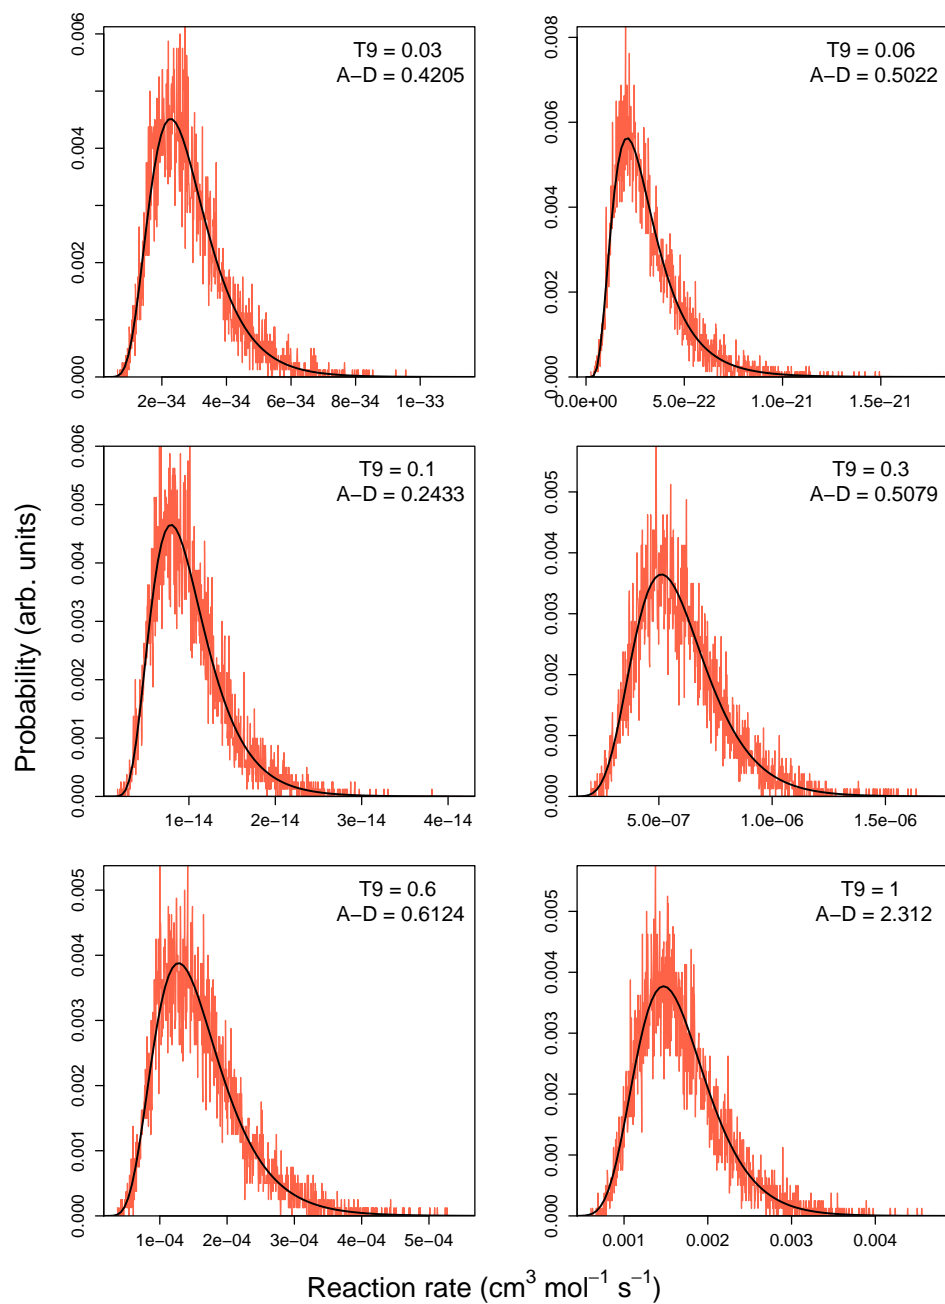 T9 = 0.03
A−D = 0.4205
0.000
0.002
0.004
0.006
2e−34
4e−34
6e−34
8e−34
1e−33
T9 = 0.06
A−D = 0.5022
0.000
0.002
0.004
0.006
0.008
0.0e+00
5.0e−22
1.0e−21
1.5e−21
T9 = 0.1
A−D = 0.2433
0.000
0.001
0.002
0.003
0.004
0.005
0.006
1e−14
2e−14
3e−14
4e−14
T9 = 0.3
A−D = 0.5079
0.000
0.001
0.002
0.003
0.004
0.005
5.0e−07
1.0e−06
1.5e−06
T9 = 0.6
A−D = 0.6124
0.000
0.001
0.002
0.003
0.004
0.005
1e−04
2e−04
3e−04
4e−04
5e−04
T9 = 1
A−D = 2.312
0.000
0.001
0.002
0.003
0.004
0.005
0.001
0.002
0.003
0.004
Probability (arb. units)
Reaction rate (cm³ mol⁻¹ s⁻¹)